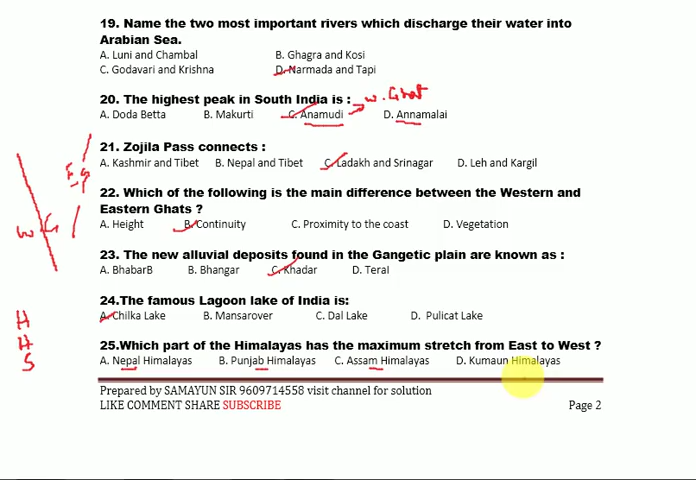 19. Name the two most important rivers which discharge their water into
Arabian Sea.
A. Luni and Chambal B. Ghagra and Kosi
C. Godavari and Krishna D. Narmada and Tapi
20. The highest peak in South India is : W. Ghat
A. Doda Betta B. Makurti C. Anamudi D. Annamalai
21. Zojila Pass connects :
A. Kashmir and Tibet B. Nepal and Tibet C. Ladakh and Srinagar D. Leh and Kargil
E G
22. Which of the following is the main difference between the Western and
Eastern Ghats ?
A. Height B. Continuity C. Proximity to the coast D. Vegetation
W G
23. The new alluvial deposits found in the Gangetic plain are known as :
A. BhabarB B. Bhangar C. Khadar D. Teral
24.The famous Lagoon lake of India is:
A. Chilka Lake B. Mansarover C. Dal Lake D. Pulicat Lake
H
H
S
25.Which part of the Himalayas has the maximum stretch from East to West ?
A. Nepal Himalayas B. Punjab Himalayas C. Assam Himalayas D. Kumaun Himalayas
Prepared by SAMAYUN SIR 9609714558 visit channel for solution
LIKE COMMENT SHARE SUBSCRIBE Page 2